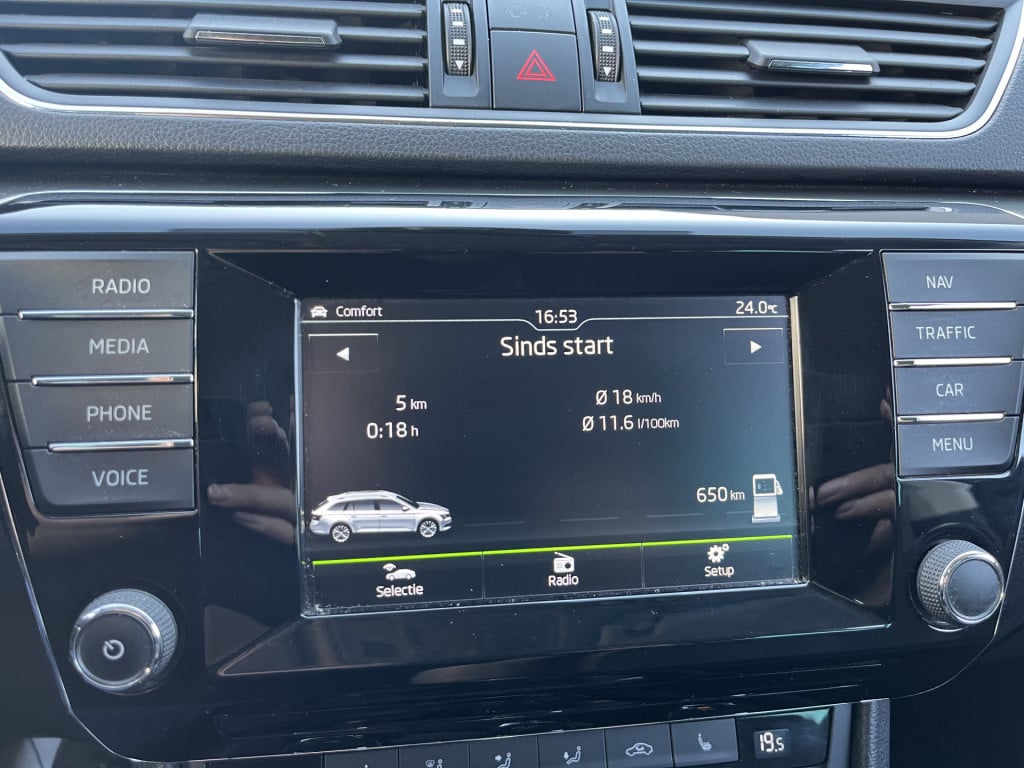 RADIO
MEDIA
PHONE
VOICE
Comfort
16:53
24.0°C
Sinds start
5 km
0:18 h
Ø 18 km/h
Ø 11.6 l/100km
650 km
Selectie
Radio
Setup
NAV
TRAFFIC
CAR
MENU
19.5